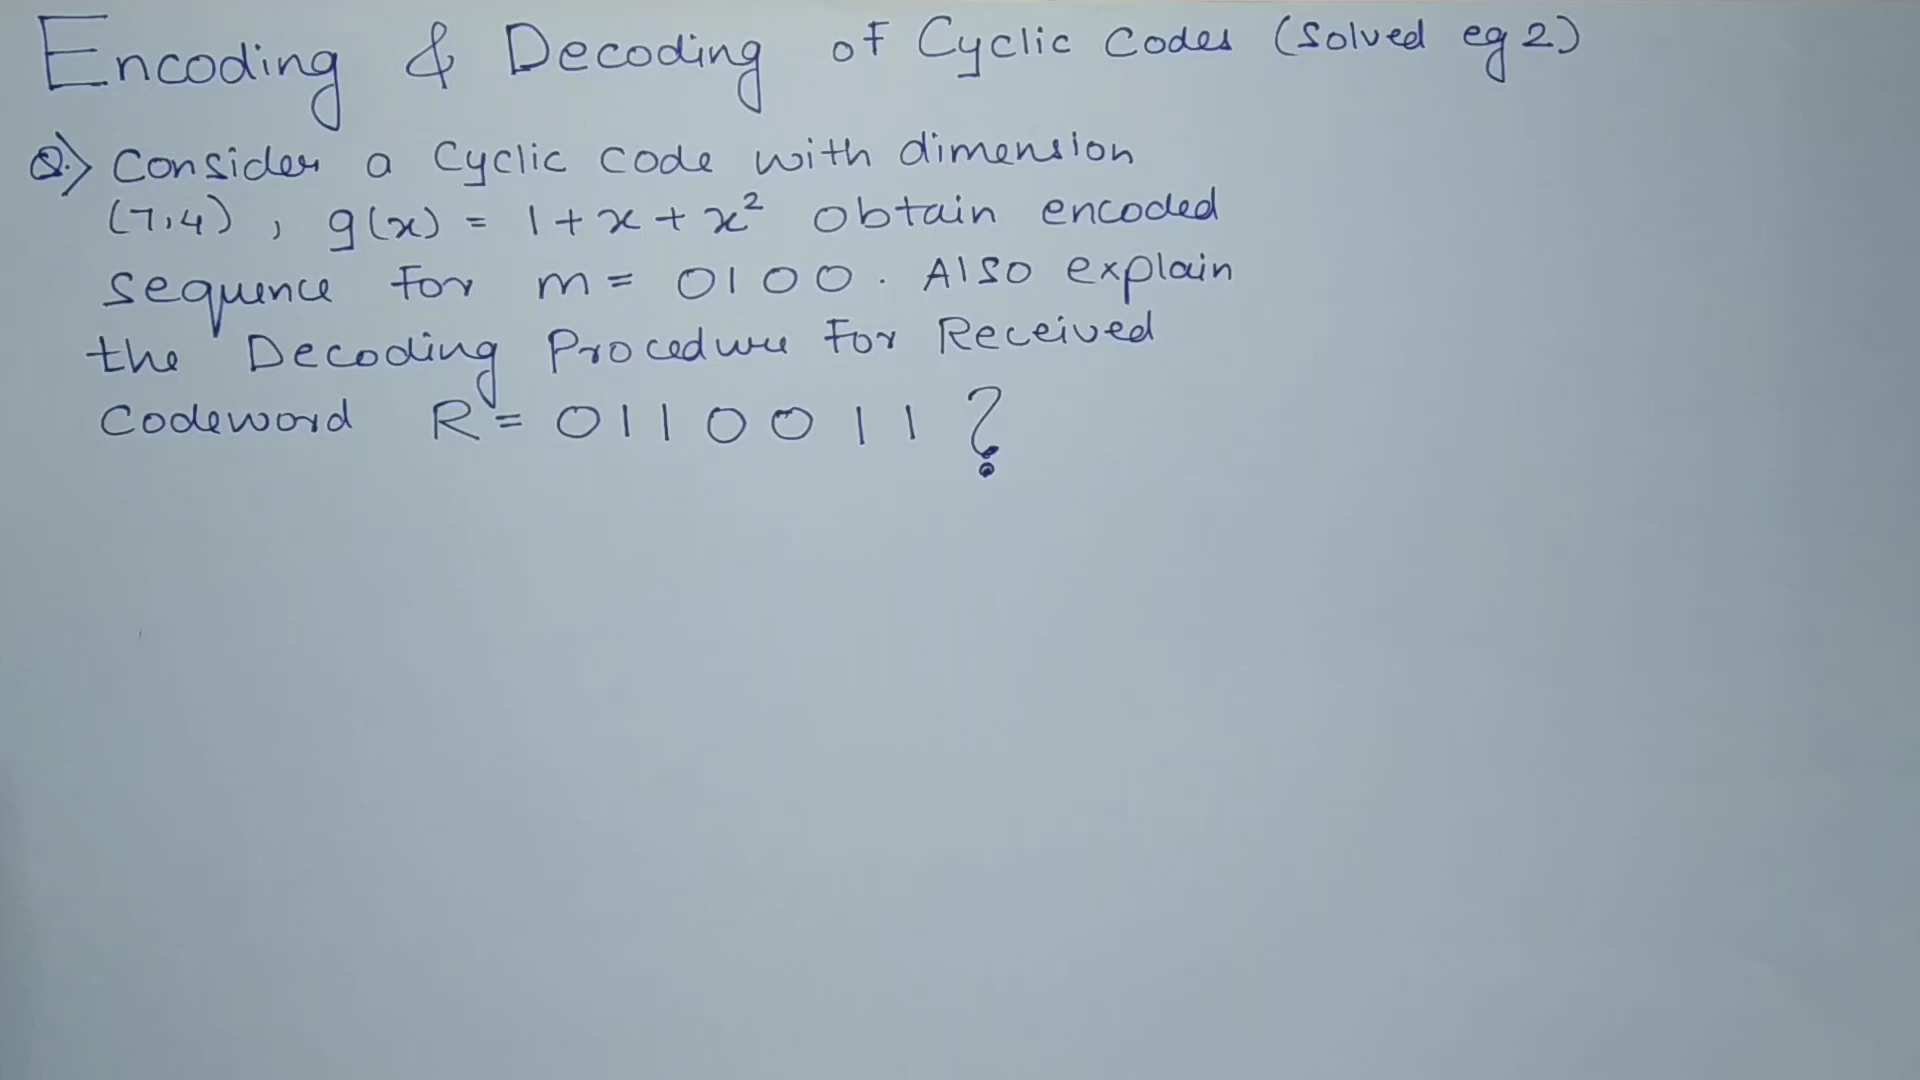 Encoding & Decoding of Cyclic Codes (Solved eg 2)
Q.) Consider a Cyclic code with dimension
(7,4), g(x) = 1 + x + x² obtain encoded
sequence for m = 0100. Also explain
the Decoding Procedure for Received
Codeword R = 0110011 ?